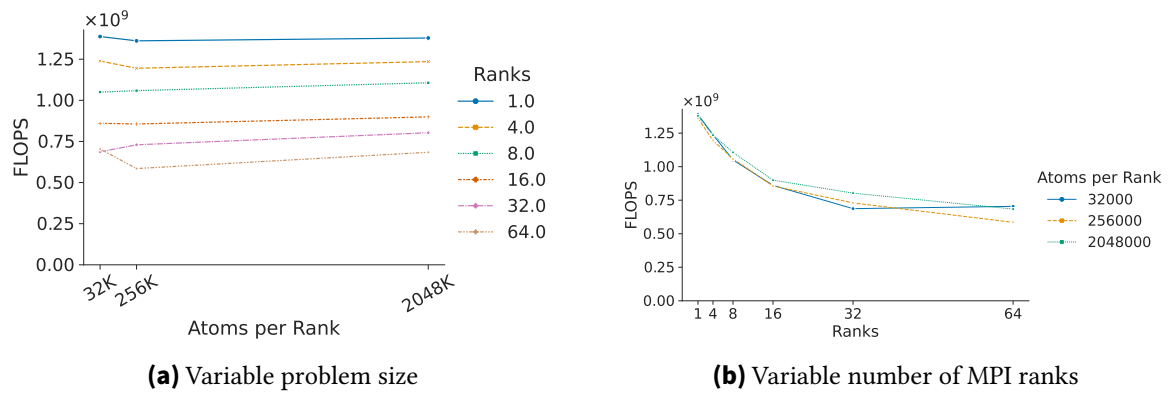 ×10⁹
1.25
1.00
0.75
0.50
0.25
0.00
FLOPS
32K
256K
2048K
Atoms per Rank
Ranks
1.0
4.0
8.0
16.0
32.0
64.0
(a) Variable problem size
×10⁹
1.25
1.00
0.75
0.50
0.25
0.00
FLOPS
1 4 8 16 32 64
Ranks
Atoms per Rank
32000
256000
2048000
(b) Variable number of MPI ranks